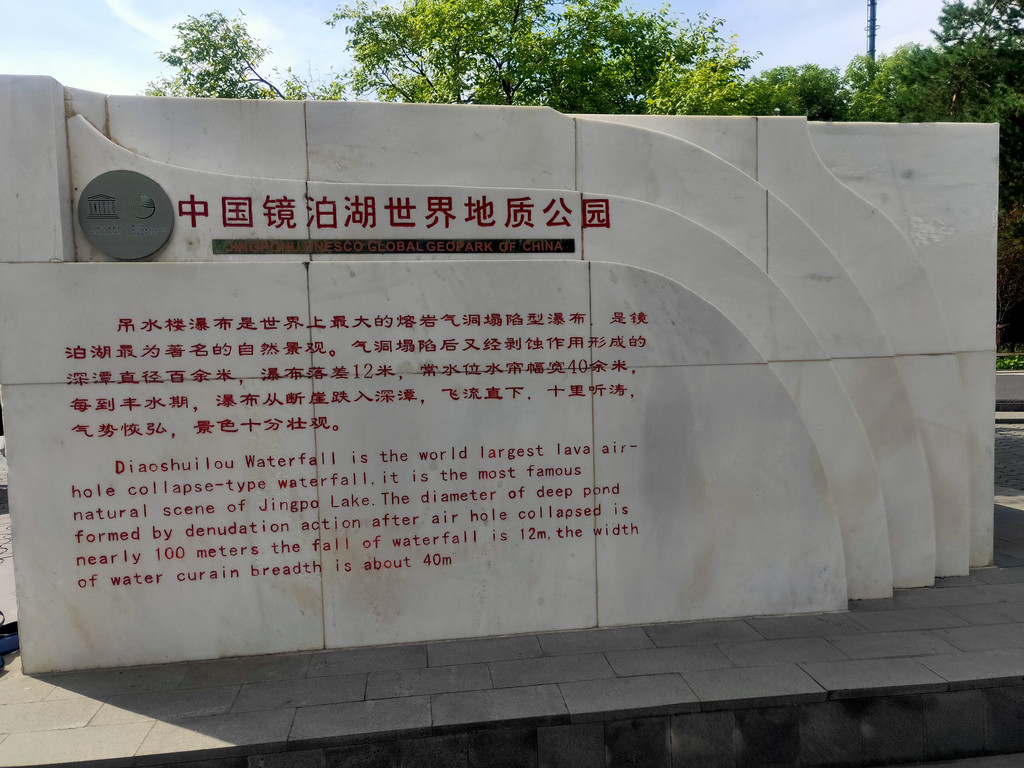 UNESCO
中国镜泊湖世界地质公园
JINGPOHU UNESCO GLOBAL GEOPARK OF CHINA
吊水楼瀑布是世界上最大的熔岩气洞塌陷型瀑布，是镜
泊湖最为著名的自然景观。气洞塌陷后又经剥蚀作用形成的
深潭直径百余米，瀑布落差12米，常水位水帘幅宽40余米，
每到丰水期，瀑布从断崖跌入深潭，飞流直下，十里听涛，
气势恢弘，景色十分壮观。
Diaoshuilou Waterfall is the world largest lava air-
hole collapse-type waterfall, it is the most famous
natural scene of Jingpo Lake. The diameter of deep pond
formed by denudation action after air hole collapsed is
nearly 100 meters the fall of waterfall is 12m, the width
of water curain breadth is about 40m